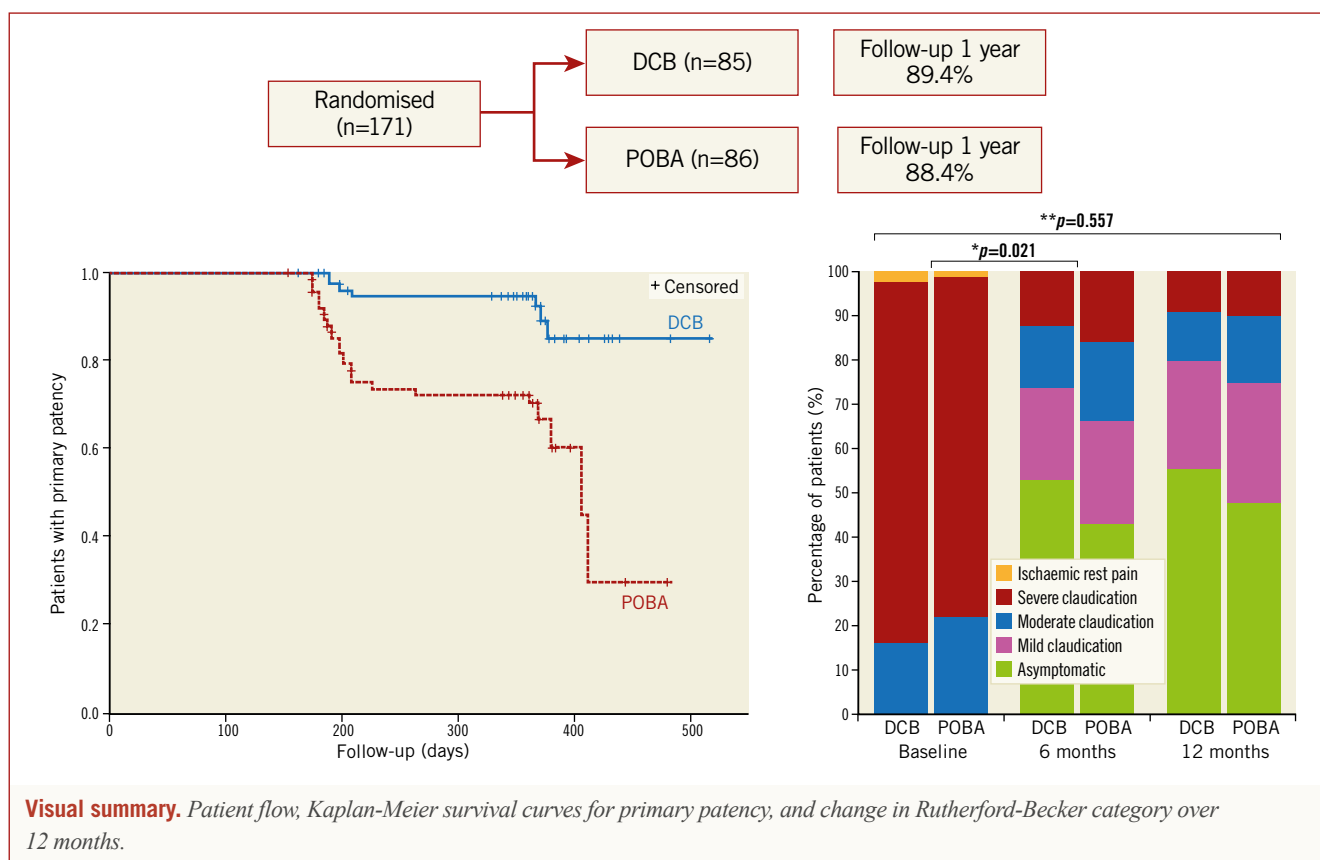 Randomised
(n=171)
DCB (n=85)
Follow-up 1 year
89.4%
POBA (n=86)
Follow-up 1 year
88.4%
Patients with primary patency
1.0
0.8
0.6
0.4
0.2
0.0
+ Censored
DCB
POBA
0 100 200 300 400 500
Follow-up (days)
**p=0.557
*p=0.021
Percentage of patients (%)
100
90
80
70
60
50
40
30
20
10
0
Ischaemic rest pain
Severe claudication
Moderate claudication
Mild claudication
Asymptomatic
DCB POBA DCB POBA DCB POBA
Baseline 6 months 12 months
Visual summary. Patient flow, Kaplan-Meier survival curves for primary patency, and change in Rutherford-Becker category over
12 months.